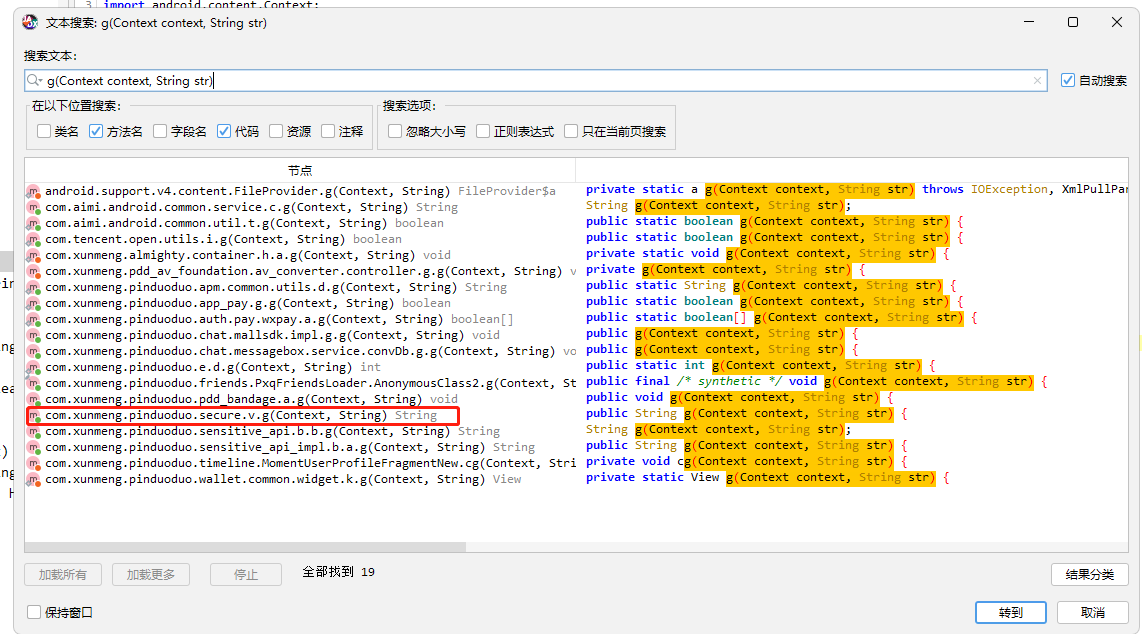 3 import android.content.Context;
文本搜索: g(Context context, String str)
搜索文本:
g(Context context, String str)
自动搜索
在以下位置搜索:
搜索选项:
类名 方法名 字段名 代码 资源 注释
忽略大小写 正则表达式 只在当前页搜索
节点
android.support.v4.content.FileProvider.g(Context, String) FileProvider$a private static a g(Context context, String str) throws IOException, XmlPullPar
com.aimi.android.common.service.c.g(Context, String) String String g(Context context, String str);
com.aimi.android.common.util.t.g(Context, String) boolean public static boolean g(Context context, String str) {
com.tencent.open.utils.i.g(Context, String) boolean public static boolean g(Context context, String str) {
com.xunmeng.almighty.container.h.a.g(Context, String) void private static void g(Context context, String str) {
com.xunmeng.pdd_av_foundation.av_converter.controller.g.g(Context, String) v private g(Context context, String str) {
com.xunmeng.pinduoduo.apm.common.utils.d.g(Context, String) String public static String g(Context context, String str) {
com.xunmeng.pinduoduo.app_pay.g.g(Context, String) boolean public static boolean g(Context context, String str) {
com.xunmeng.pinduoduo.auth.pay.wxpay.a.g(Context, String) boolean[] public static boolean[] g(Context context, String str) {
com.xunmeng.pinduoduo.chat.mallsdk.impl.g.g(Context, String) void public g(Context context, String str) {
com.xunmeng.pinduoduo.chat.messagebox.service.convDb.g.g(Context, String) vo public g(Context context, String str) {
com.xunmeng.pinduoduo.e.d.g(Context, String) int public static int g(Context context, String str) {
com.xunmeng.pinduoduo.friends.PxqFriendsLoader.AnonymousClass2.g(Context, St public final /* synthetic */ void g(Context context, String str) {
com.xunmeng.pinduoduo.pdd_bandage.a.g(Context, String) void public void g(Context context, String str) {
com.xunmeng.pinduoduo.secure.v.g(Context, String) String public String g(Context context, String str) {
com.xunmeng.pinduoduo.sensitive_api.b.b.g(Context, String) String String g(Context context, String str);
com.xunmeng.pinduoduo.sensitive_api_impl.b.a.g(Context, String) String public String g(Context context, String str) {
com.xunmeng.pinduoduo.timeline.MomentUserProfileFragmentNew.cg(Context, Stri private void cg(Context context, String str) {
com.xunmeng.pinduoduo.wallet.common.widget.k.g(Context, String) View private static View g(Context context, String str) {
加载所有 加载更多 停止 全部找到 19 结果分类
保持窗口 转到 取消